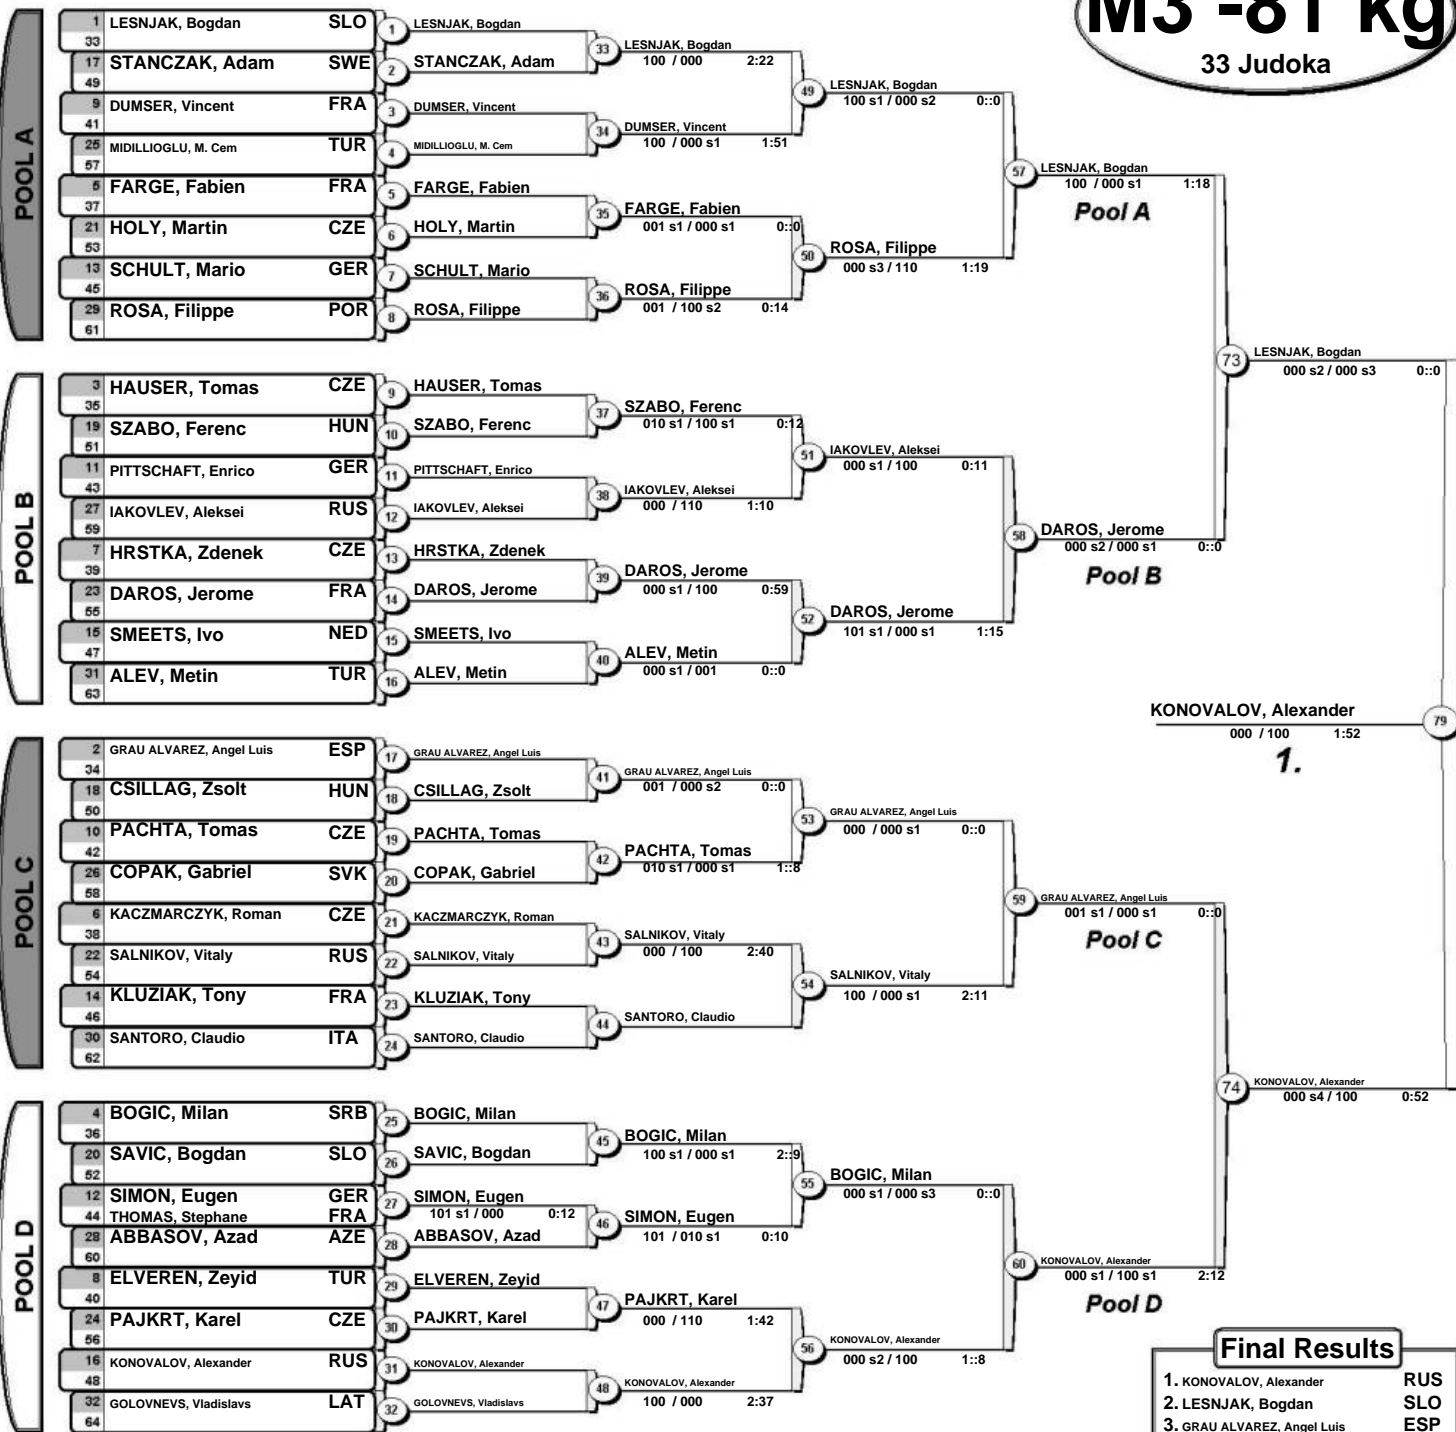 M3 -81 kg
33 Judoka
POOL A
1 LESNJAK, Bogdan SLO
33
17 STANCZAK, Adam SWE
49
9 DUMSER, Vincent FRA
41
25 MIDILLIOGLU, M. Cem TUR
57
5 FARGE, Fabien FRA
37
21 HOLY, Martin CZE
53
13 SCHULT, Mario GER
45
29 ROSA, Filippe POR
61
1 LESNJAK, Bogdan
2 STANCZAK, Adam
3 DUMSER, Vincent
4 MIDILLIOGLU, M. Cem
5 FARGE, Fabien
6 HOLY, Martin
7 SCHULT, Mario
8 ROSA, Filippe
33 LESNJAK, Bogdan
100 / 000 2:22
34 DUMSER, Vincent
100 / 000 s1 1:51
35 FARGE, Fabien
001 s1 / 000 s1 0::0
36 ROSA, Filippe
001 / 100 s2 0:14
49 LESNJAK, Bogdan
100 s1 / 000 s2 0::0
50 ROSA, Filippe
000 s3 / 110 1:19
57 LESNJAK, Bogdan
100 / 000 s1 1:18
Pool A
POOL B
3 HAUSER, Tomas CZE
35
19 SZABO, Ferenc HUN
51
11 PITTSCHAFT, Enrico GER
43
27 IAKOVLEV, Aleksei RUS
59
7 HRSTKA, Zdenek CZE
39
23 DAROS, Jerome FRA
55
15 SMEETS, Ivo NED
47
31 ALEV, Metin TUR
63
9 HAUSER, Tomas
10 SZABO, Ferenc
11 PITTSCHAFT, Enrico
12 IAKOVLEV, Aleksei
13 HRSTKA, Zdenek
14 DAROS, Jerome
15 SMEETS, Ivo
16 ALEV, Metin
37 SZABO, Ferenc
010 s1 / 100 s1 0:12
38 IAKOVLEV, Aleksei
000 / 110 1:10
39 DAROS, Jerome
000 s1 / 100 0:59
40 ALEV, Metin
000 s1 / 001 0::0
51 IAKOVLEV, Aleksei
000 s1 / 100 0:11
52 DAROS, Jerome
101 s1 / 000 s1 1:15
58 DAROS, Jerome
000 s2 / 000 s1 0::0
Pool B
73 LESNJAK, Bogdan
000 s2 / 000 s3 0::0
KONOVALOV, Alexander 79
000 / 100 1:52
1.
POOL C
2 GRAU ALVAREZ, Angel Luis ESP
34
18 CSILLAG, Zsolt HUN
50
10 PACHTA, Tomas CZE
42
26 COPAK, Gabriel SVK
58
6 KACZMARCZYK, Roman CZE
38
22 SALNIKOV, Vitaly RUS
54
14 KLUZIAK, Tony FRA
46
30 SANTORO, Claudio ITA
62
17 GRAU ALVAREZ, Angel Luis
18 CSILLAG, Zsolt
19 PACHTA, Tomas
20 COPAK, Gabriel
21 KACZMARCZYK, Roman
22 SALNIKOV, Vitaly
23 KLUZIAK, Tony
24 SANTORO, Claudio
41 GRAU ALVAREZ, Angel Luis
001 / 000 s2 0::0
42 PACHTA, Tomas
010 s1 / 000 s1 1::8
43 SALNIKOV, Vitaly
000 / 100 2:40
44 SANTORO, Claudio
53 GRAU ALVAREZ, Angel Luis
000 / 000 s1 0::0
54 SALNIKOV, Vitaly
100 / 000 s1 2:11
59 GRAU ALVAREZ, Angel Luis
001 s1 / 000 s1 0::0
Pool C
POOL D
4 BOGIC, Milan SRB
36
20 SAVIC, Bogdan SLO
52
12 SIMON, Eugen GER
44 THOMAS, Stephane FRA
28 ABBASOV, Azad AZE
60
8 ELVEREN, Zeyid TUR
40
24 PAJKRT, Karel CZE
56
16 KONOVALOV, Alexander RUS
48
32 GOLOVNEVS, Vladislavs LAT
64
25 BOGIC, Milan
26 SAVIC, Bogdan
27 SIMON, Eugen
101 s1 / 000 0:12
28 ABBASOV, Azad
29 ELVEREN, Zeyid
30 PAJKRT, Karel
31 KONOVALOV, Alexander
32 GOLOVNEVS, Vladislavs
45 BOGIC, Milan
100 s1 / 000 s1 2::9
46 SIMON, Eugen
101 / 010 s1 0:10
47 PAJKRT, Karel
000 / 110 1:42
48 KONOVALOV, Alexander
100 / 000 2:37
55 BOGIC, Milan
000 s1 / 000 s3 0::0
56 KONOVALOV, Alexander
000 s2 / 100 1::8
60 KONOVALOV, Alexander
000 s1 / 100 s1 2:12
Pool D
74 KONOVALOV, Alexander
000 s4 / 100 0:52
Final Results
1. KONOVALOV, Alexander RUS
2. LESNJAK, Bogdan SLO
3. GRAU ALVAREZ, Angel Luis ESP